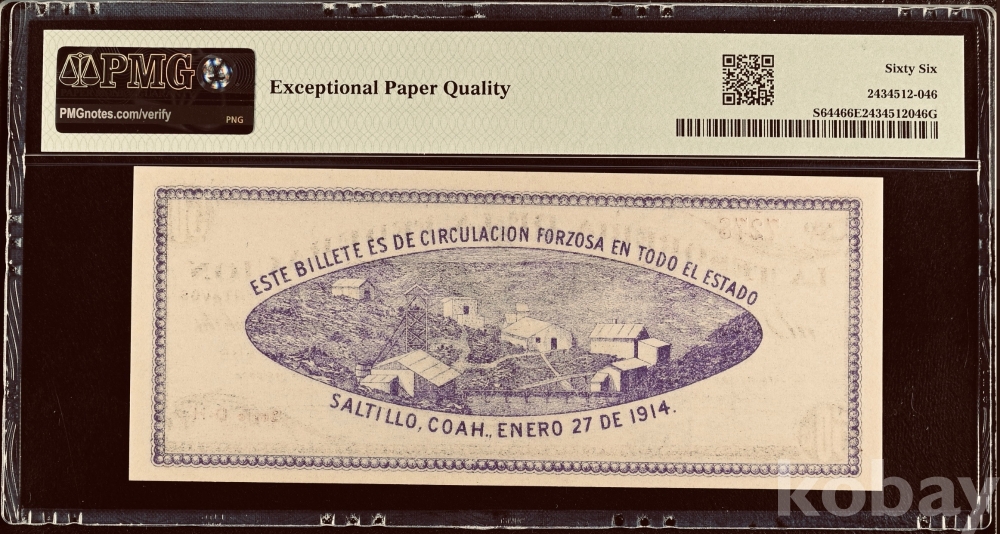 PMG
PMGnotes.com/verify
PNG
Exceptional Paper Quality
Sixty Six
2434512-046
S64466E2434512046G
ESTE BILLETE ES DE CIRCULACION FORZOSA EN TODO EL ESTADO
SALTILLO, COAH., ENERO 27 DE 1914.
kobay